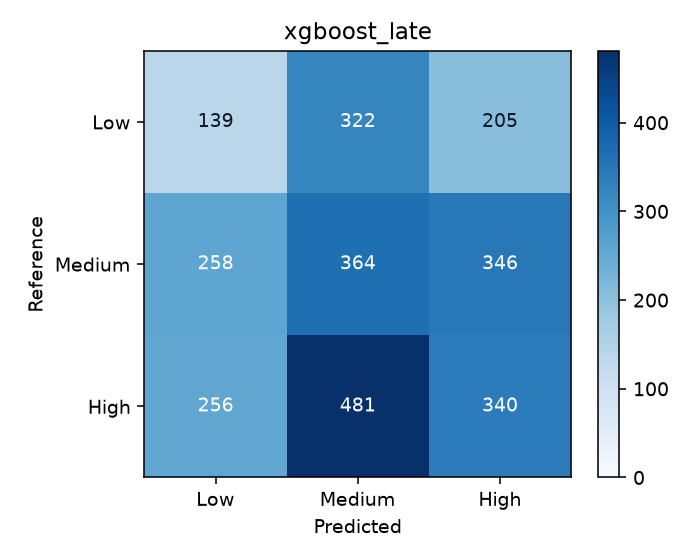 xgboost_late
Low 139 322 205
Medium 258 364 346
High 256 481 340
Low Medium High
Predicted
Reference
400
300
200
100
0